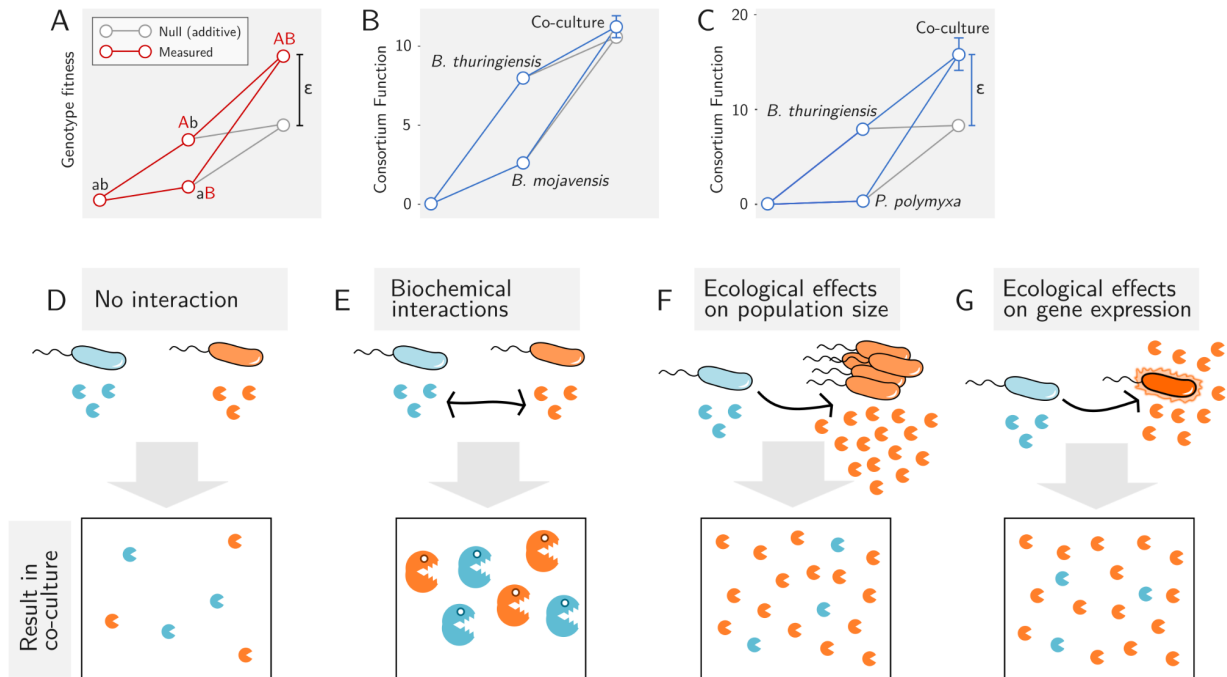 A
Null (additive)
Measured
AB
Ab
ab
aB
ε
Genotype fitness
B
Co-culture
B. thuringiensis
B. mojavensis
10
5
0
Consortium Function
C
20
10
0
Co-culture
B. thuringiensis
P. polymyxa
ε
Consortium Function
D
No interaction
E
Biochemical
interactions
F
Ecological effects
on population size
G
Ecological effects
on gene expression
Result in
co-culture